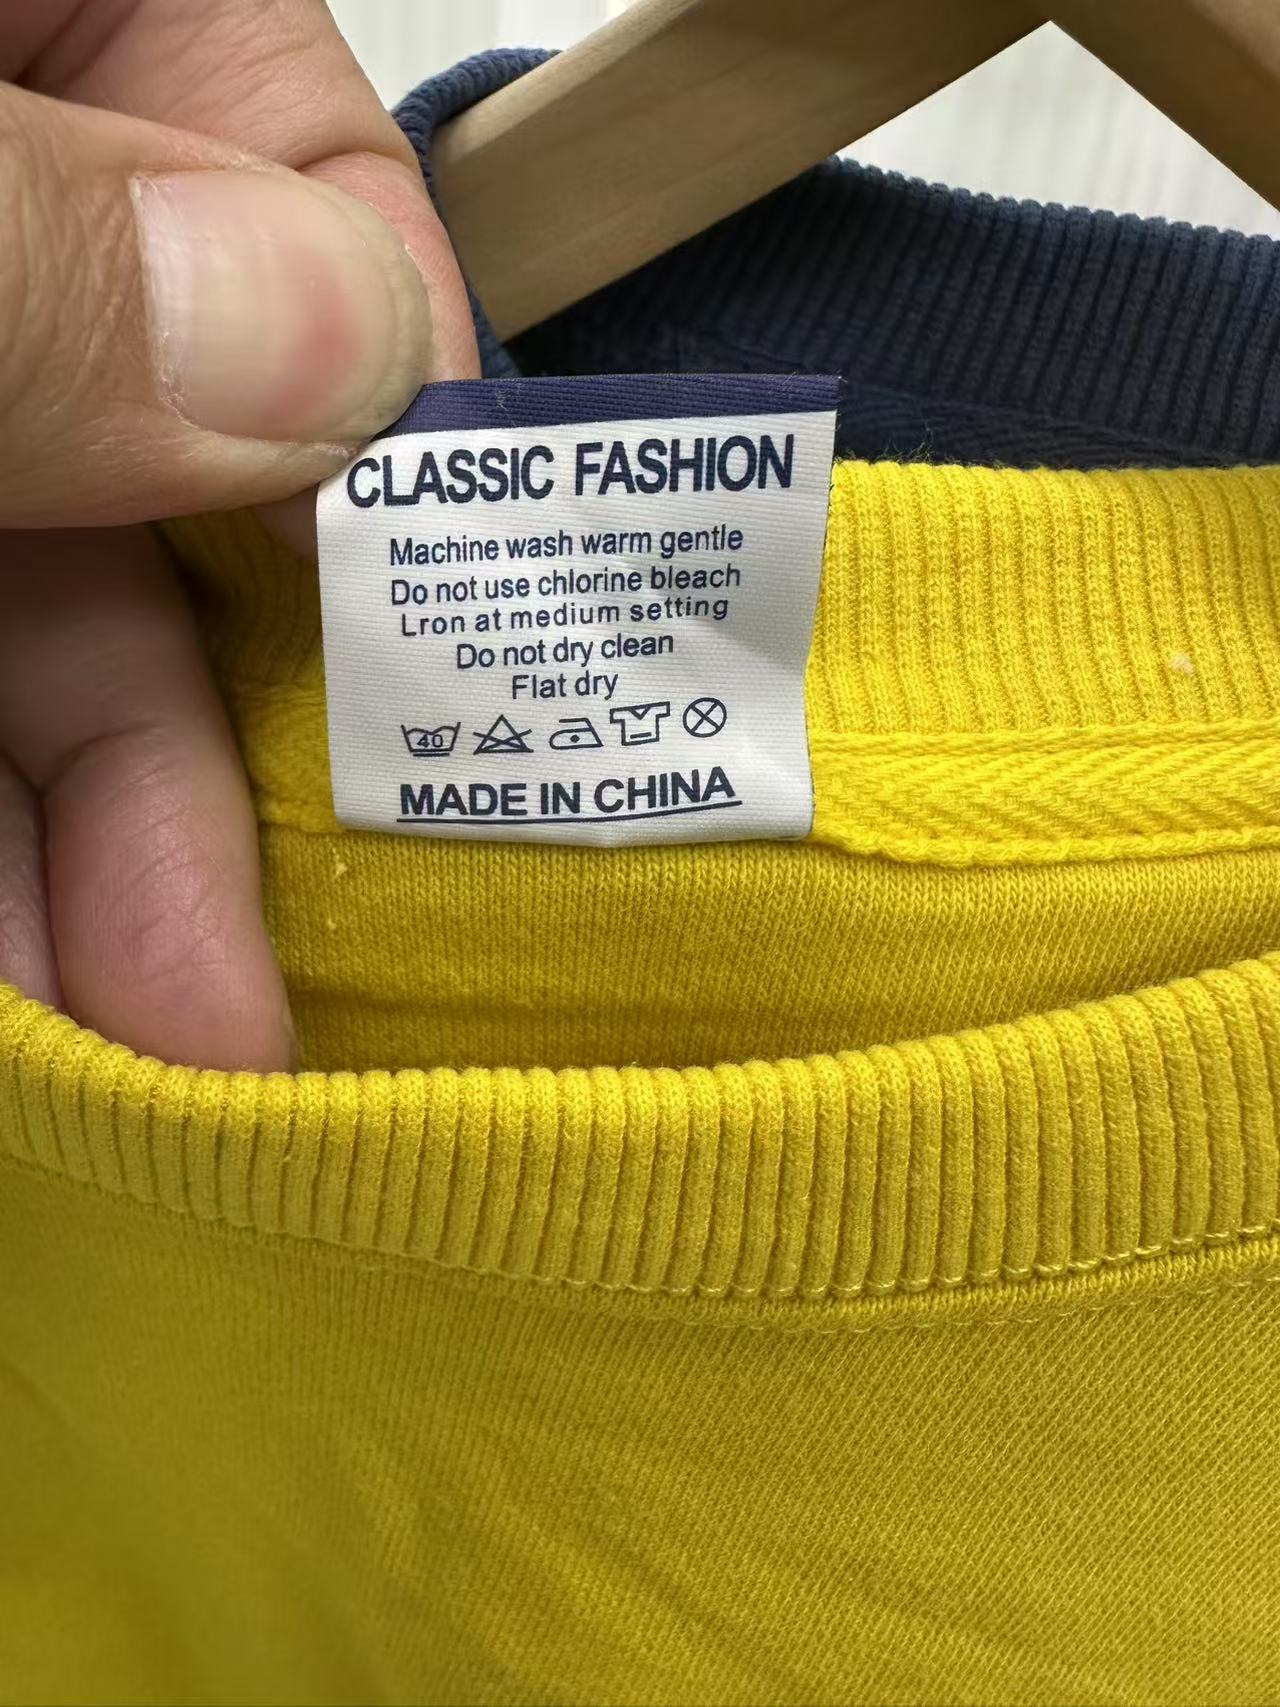 CLASSIC FASHION
Machine wash warm gentle
Do not use chlorine bleach
Lron at medium setting
Do not dry clean
Flat dry
40
MADE IN CHINA